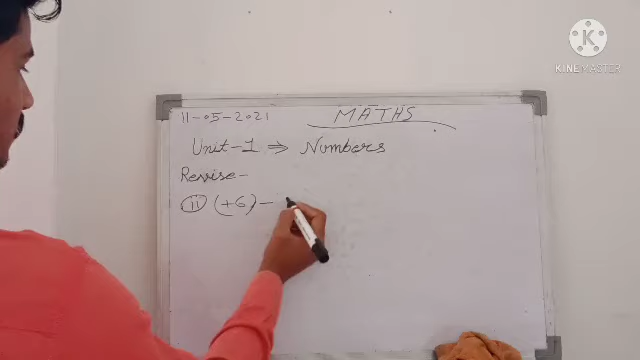 11-05-2021 MATHS
Unit-1 ⇒ Numbers
Revise-
(ii) (+6) -
K
KINEMASTER